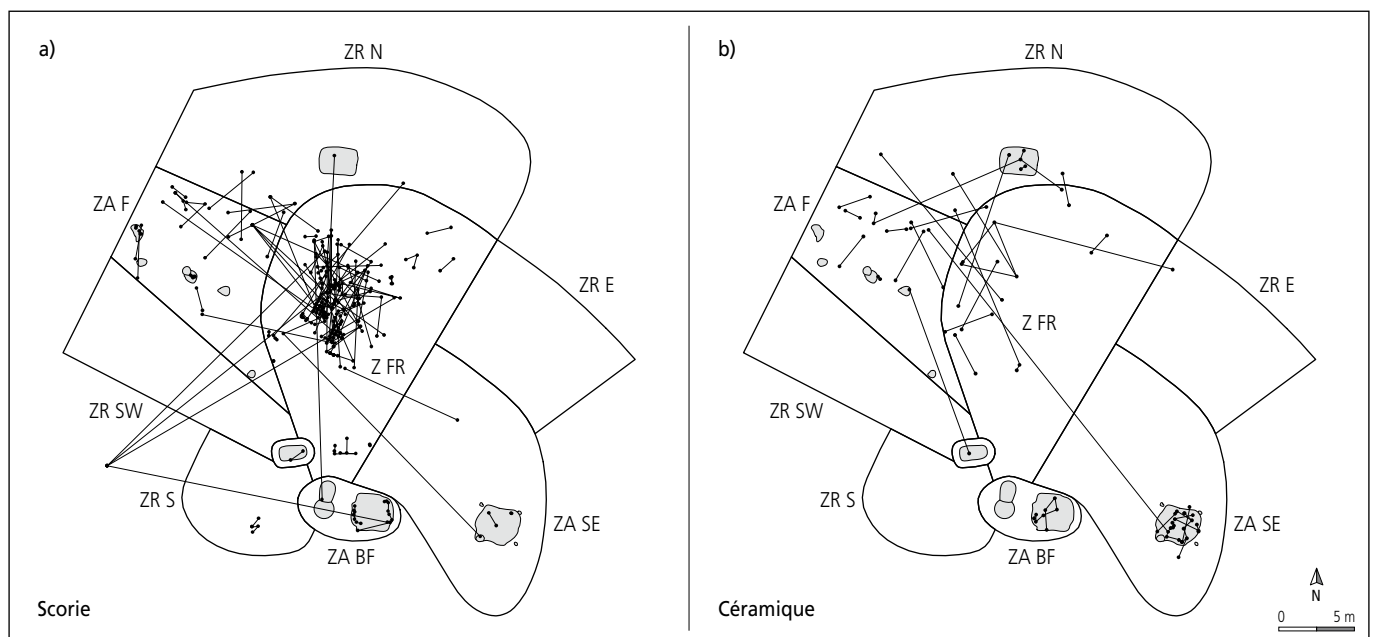 a)
ZR N
ZA F
ZR E
Z FR
ZR SW
ZR S
ZA SE
ZA BF
Scorie
b)
ZR N
ZA F
ZR E
Z FR
ZR SW
ZR S
ZA SE
ZA BF
Céramique
N
0 5 m